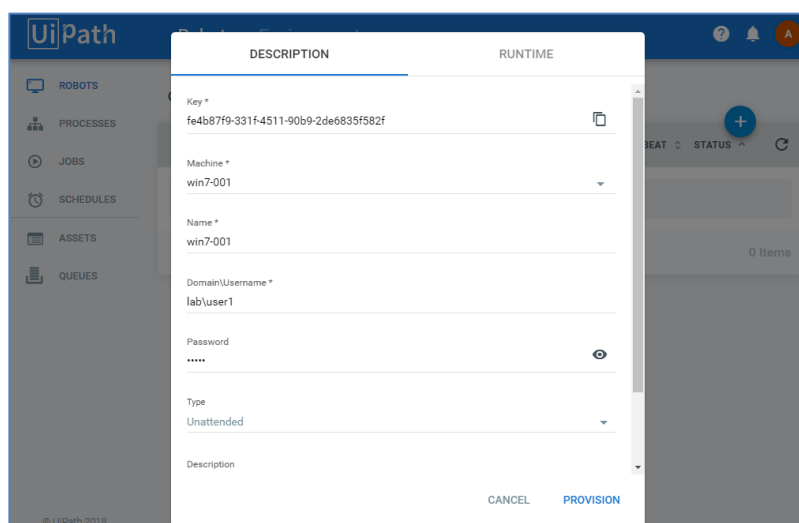 UiPath
A
ROBOTS
PROCESSES
JOBS
SCHEDULES
ASSETS
QUEUES
BEAT STATUS
0 Items
© UiPath 2018
DESCRIPTION RUNTIME
Key *
fe4b87f9-331f-4511-90b9-2de6835f582f
Machine *
win7-001
Name *
win7-001
Domain\Username *
lab\user1
Password
•••••
Type
Unattended
Description
CANCEL PROVISION